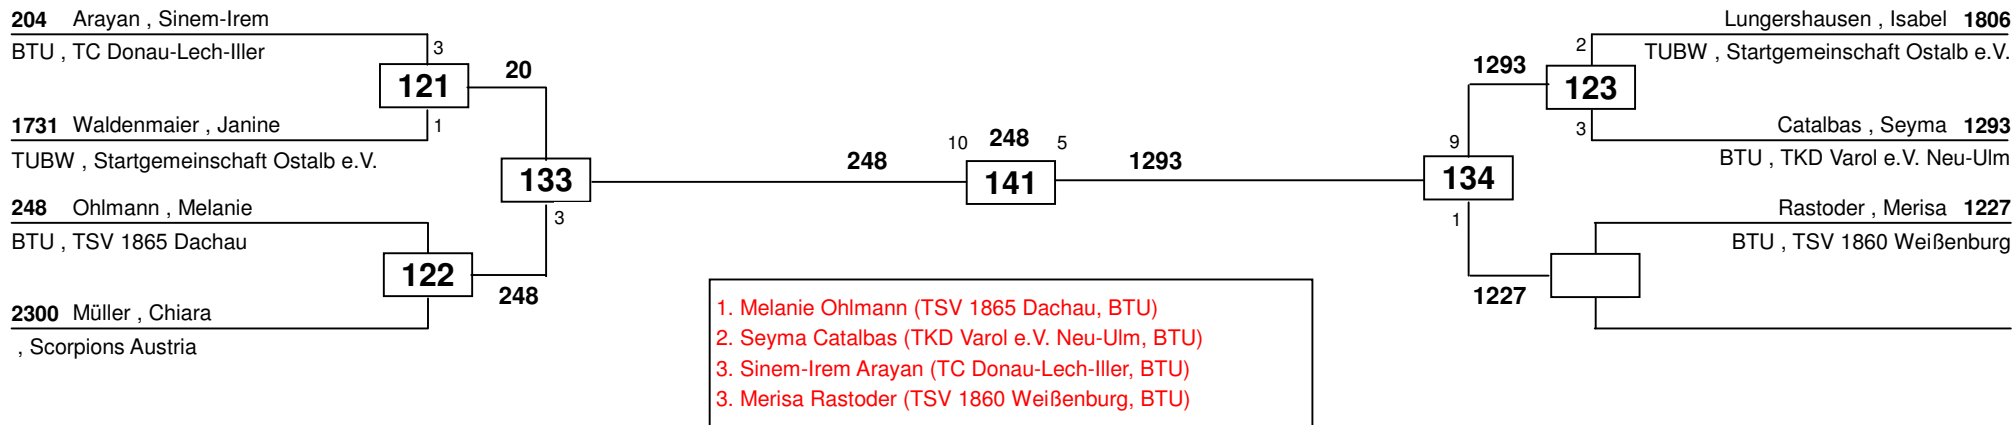 204 Arayan , Sinem-Irem
BTU , TC Donau-Lech-Iller
3
121
20
1
1731 Waldenmaier , Janine
TUBW , Startgemeinschaft Ostalb e.V.
133
3
248 Ohlmann , Melanie
BTU , TSV 1865 Dachau
122
248
2300 Müller , Chiara
, Scorpions Austria
248
10 248 5
141
1293
Lungershausen , Isabel 1806
TUBW , Startgemeinschaft Ostalb e.V.
2
1293
123
3
Catalbas , Seyma 1293
BTU , TKD Varol e.V. Neu-Ulm
9
134
1
Rastoder , Merisa 1227
BTU , TSV 1860 Weißenburg
1227
1. Melanie Ohlmann (TSV 1865 Dachau, BTU)
2. Seyma Catalbas (TKD Varol e.V. Neu-Ulm, BTU)
3. Sinem-Irem Arayan (TC Donau-Lech-Iller, BTU)
3. Merisa Rastoder (TSV 1860 Weißenburg, BTU)